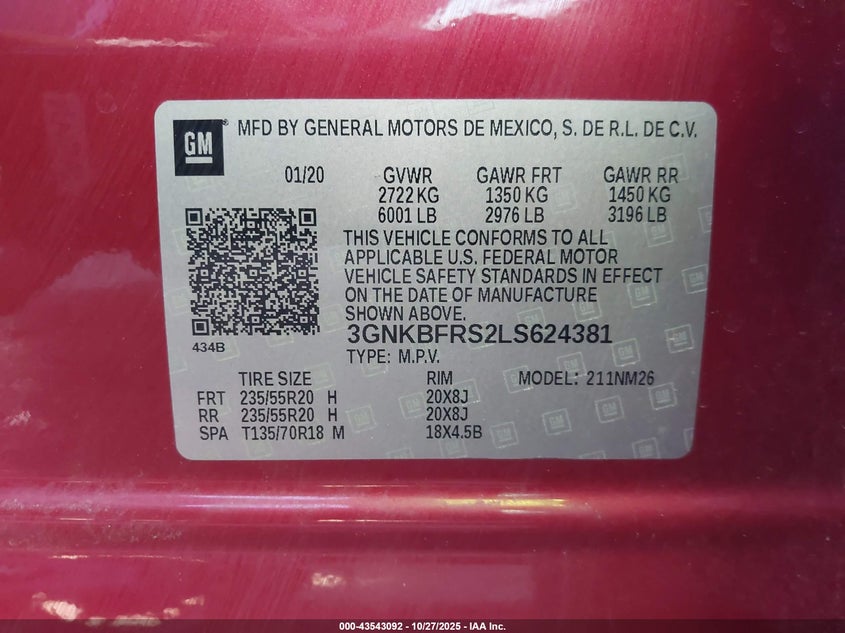 GM
MFD BY GENERAL MOTORS DE MEXICO, S. DE R.L. DE C.V.
01/20 GVWR GAWR FRT GAWR RR
2722 KG 1350 KG 1450 KG
6001 LB 2976 LB 3196 LB
THIS VEHICLE CONFORMS TO ALL
APPLICABLE U.S. FEDERAL MOTOR
VEHICLE SAFETY STANDARDS IN EFFECT
ON THE DATE OF MANUFACTURE
SHOWN ABOVE.
434B
3GNKBFRS2LS624381
TYPE: M.P.V.
TIRE SIZE RIM MODEL: 211NM26
FRT 235/55R20 H 20X8J
RR 235/55R20 H 20X8J
SPA T135/70R18 M 18X4.5B
000-43543092 - 10/27/2025 - IAA Inc.